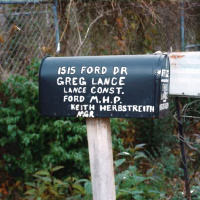 1515 FORD DR
GREG LANCE
LANCE CONST.
FORD M.H.P.
KEITH HERBSTREITH
MGR